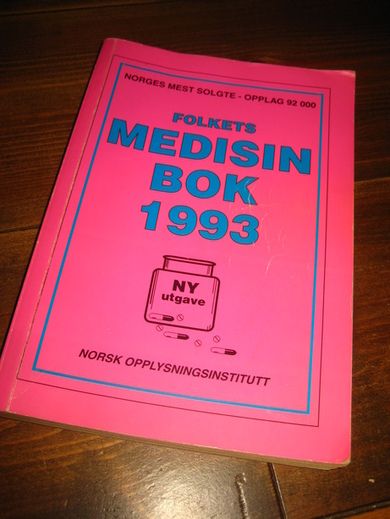 NORGES MEST SOLGTE - OPPLAG 92 000
FOLKETS
MEDISIN
BOK
1993
NY
utgave
NORSK OPPLYSNINGSINSTITUTT